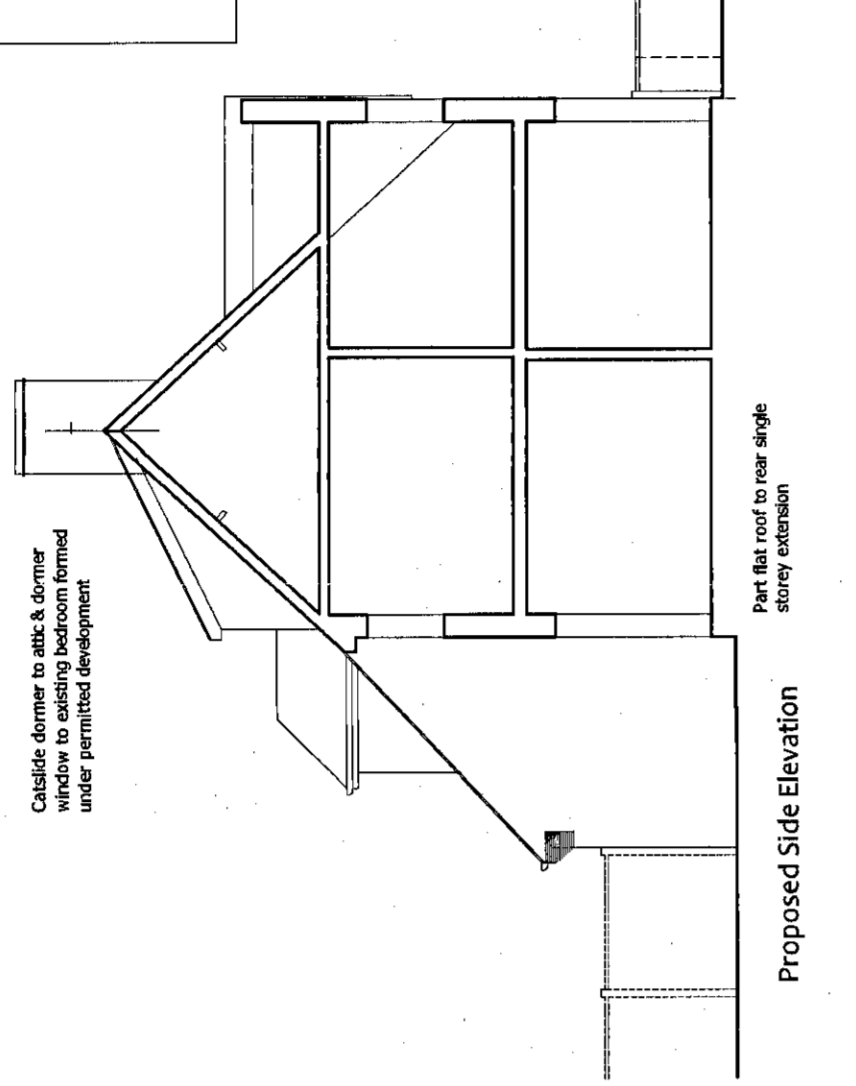 Catslide dormer to attic & dormer
window to existing bedroom formed
under permitted development
Part flat roof to rear single
storey extension
Proposed Side Elevation